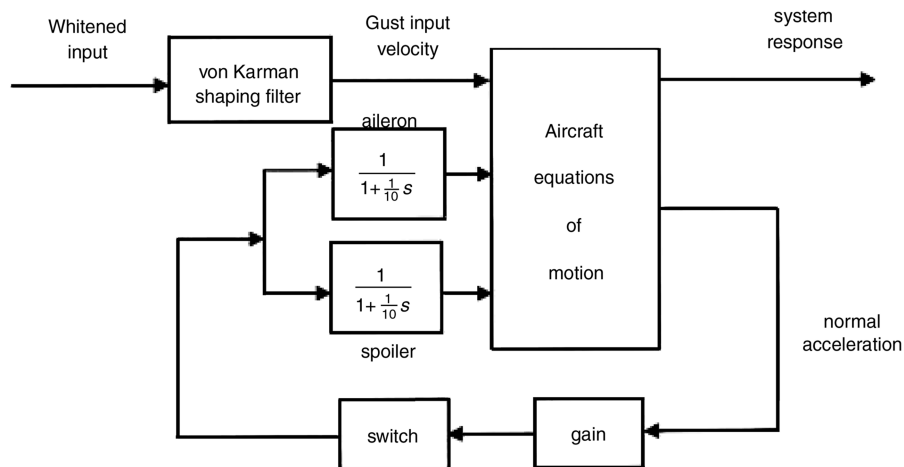 Whitened
input
Gust input
velocity
system
response
von Karman
shaping filter
aileron
1
1+ 1/10 s
Aircraft
equations
of
motion
1
1+ 1/10 s
spoiler
normal
acceleration
switch
gain